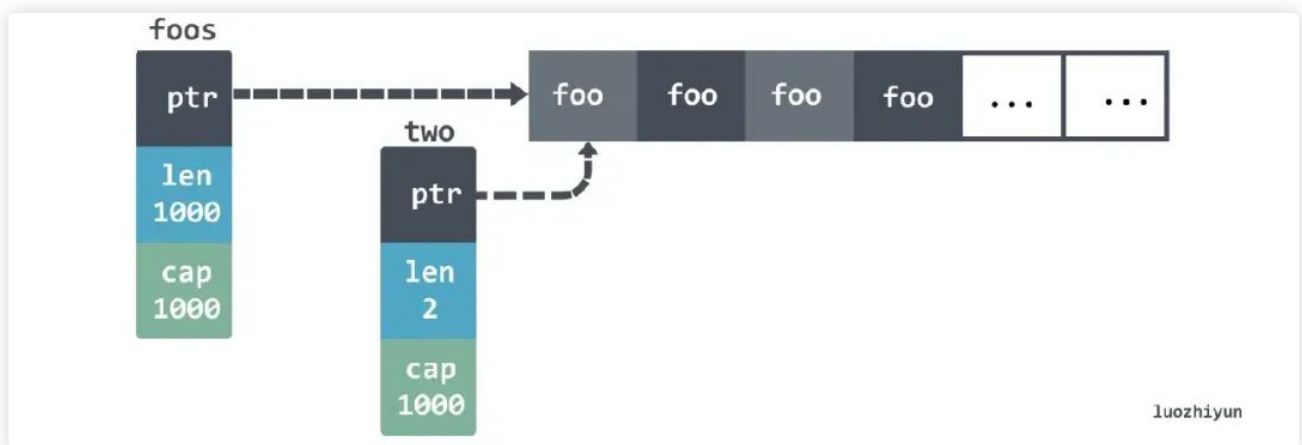 foos
ptr
len
1000
cap
1000
two
ptr
len
2
cap
1000
foo foo foo foo ... ...
luozhiyun